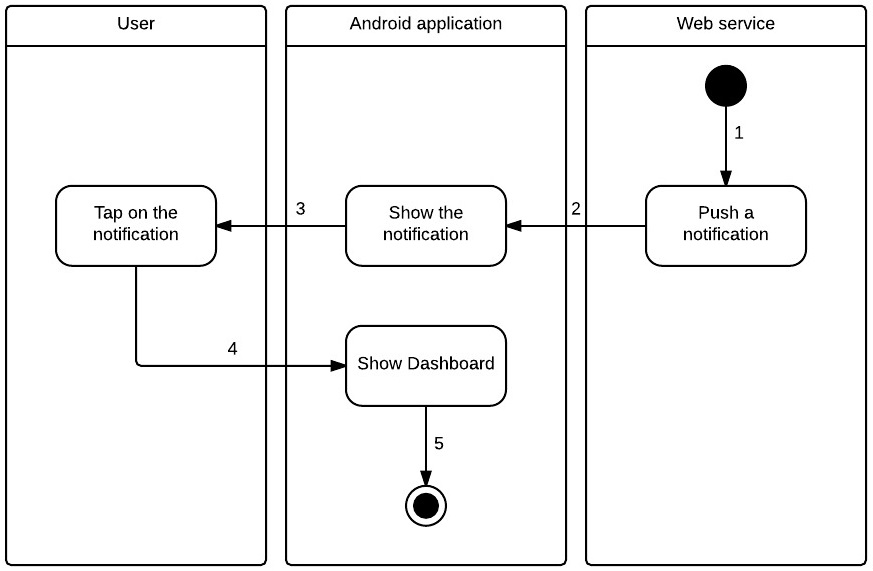 User
Android application
Web service
1
Tap on the
notification
3
Show the
notification
2
Push a
notification
4
Show Dashboard
5